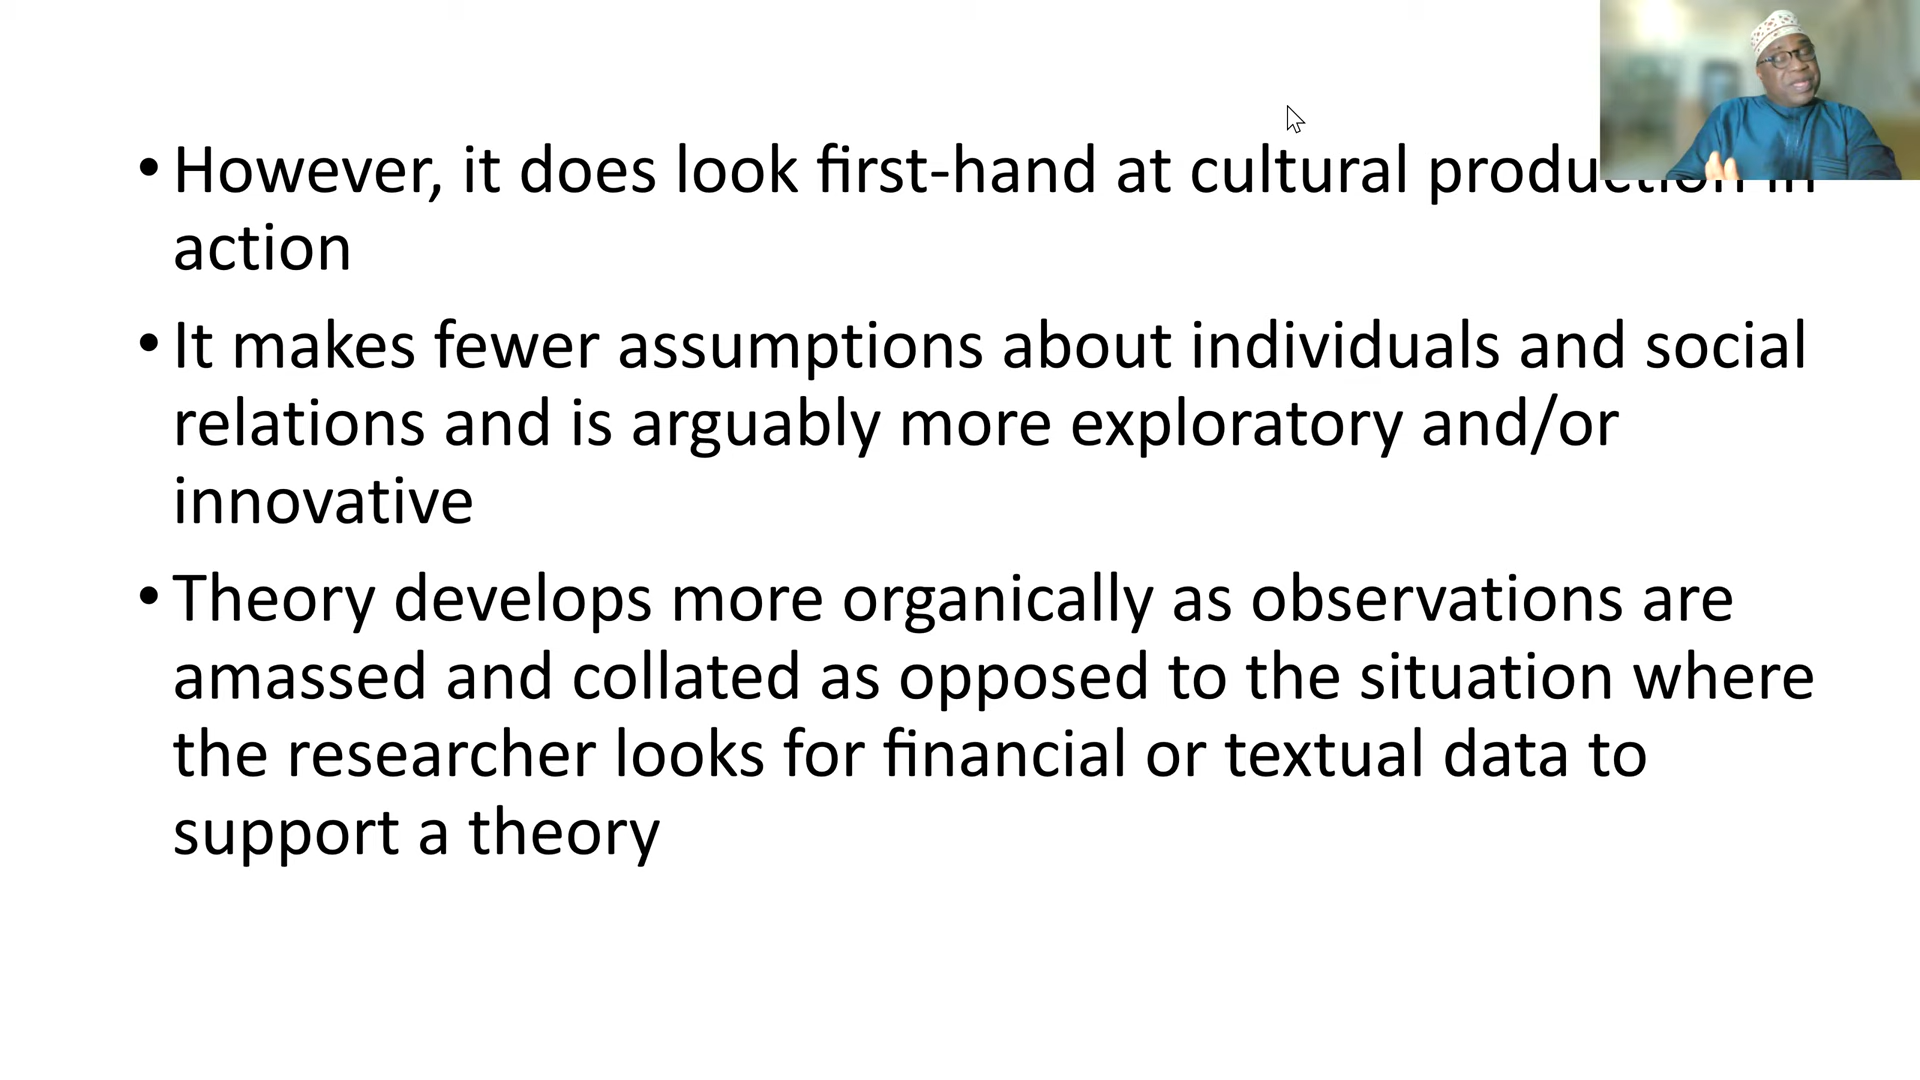 • However, it does look first-hand at cultural production in
action
• It makes fewer assumptions about individuals and social
relations and is arguably more exploratory and/or
innovative
• Theory develops more organically as observations are
amassed and collated as opposed to the situation where
the researcher looks for financial or textual data to
support a theory